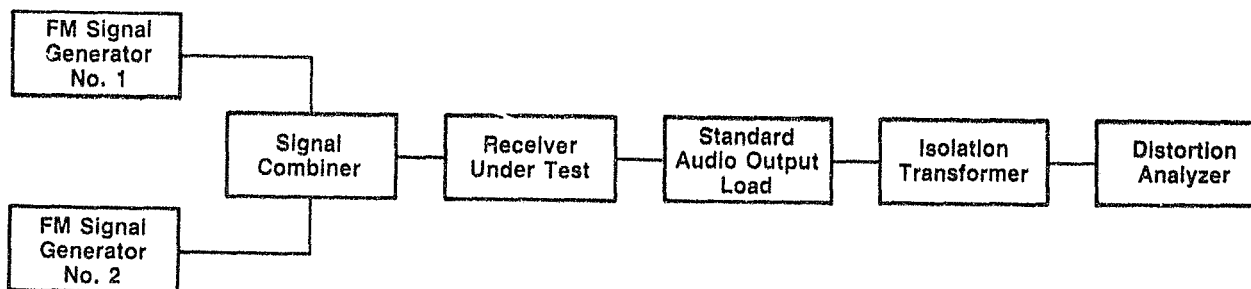 FM Signal
Generator
No. 1
Signal
Combiner
Receiver
Under Test
Standard
Audio Output
Load
Isolation
Transformer
Distortion
Analyzer
FM Signal
Generator
No. 2